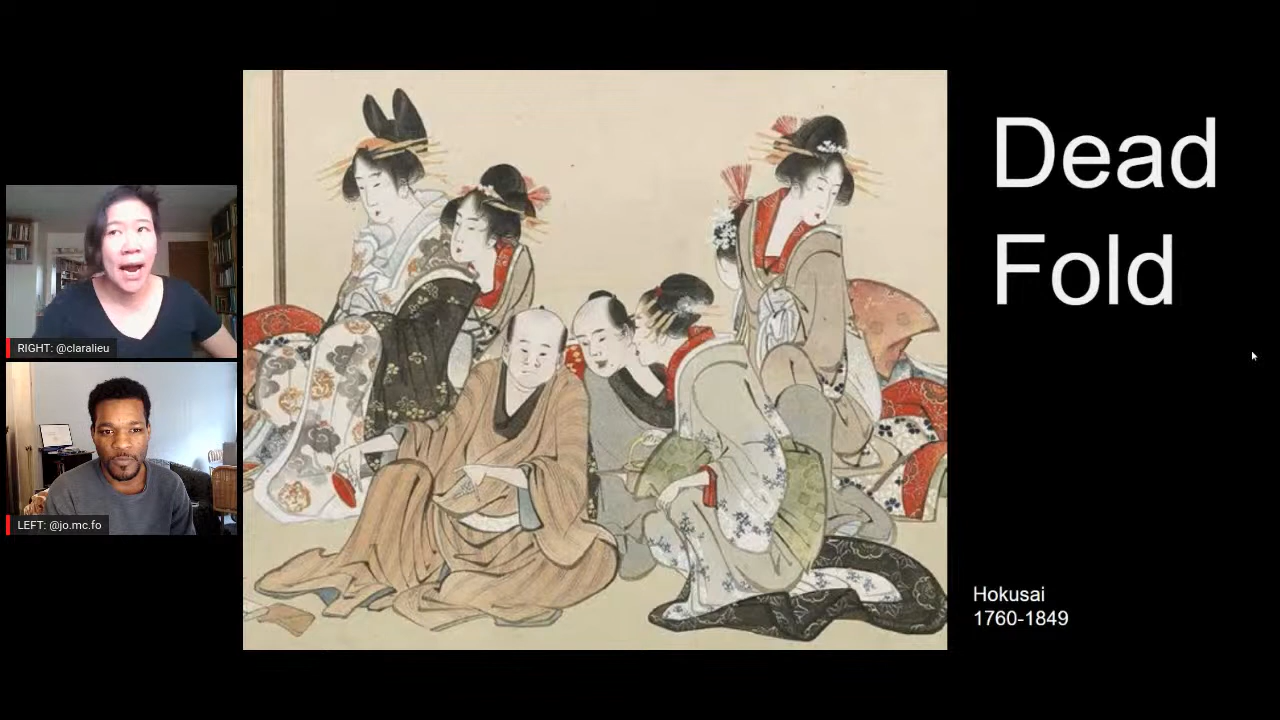 Dead
Fold
RIGHT: @claralieu
LEFT: @jo.mc.fo
Hokusai
1760-1849